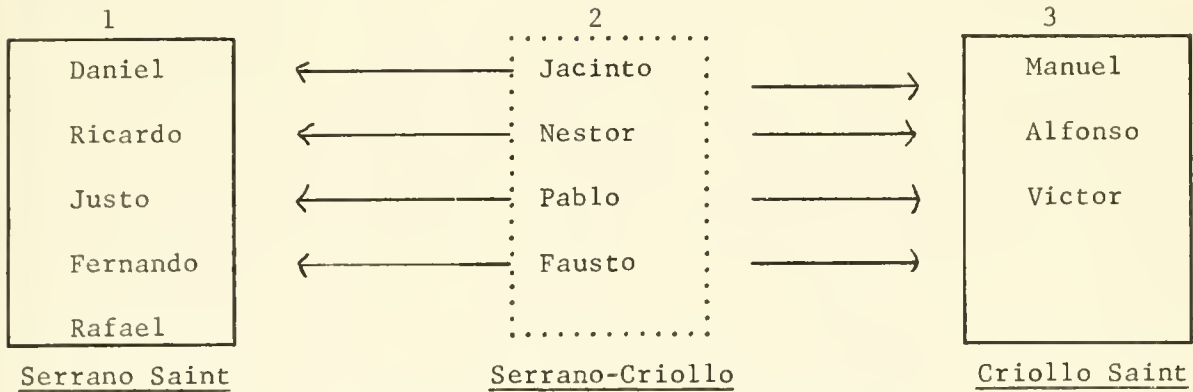 1 2 3
Daniel Jacinto Manuel
Ricardo Nestor Alfonso
Justo Pablo Victor
Fernando Fausto
Rafael
Serrano Saint Serrano-Criollo Criollo Saint